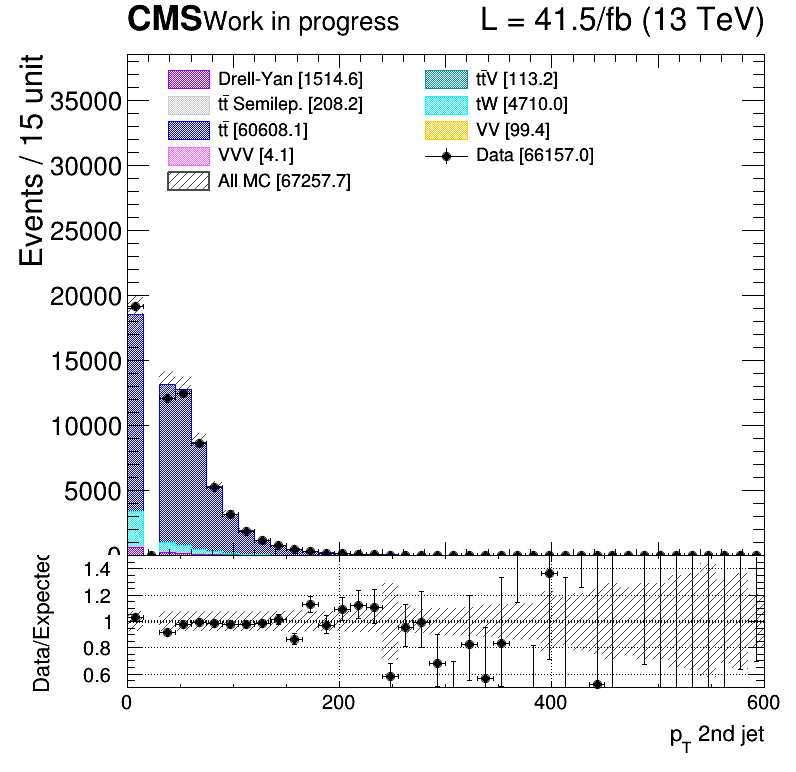 CMS Work in progress L = 41.5/fb (13 TeV)
Events / 15 unit
Drell-Yan [1514.6]
tt̄ Semilep. [208.2]
tt̄ [60608.1]
VVV [4.1]
All MC [67257.7]
tt̄V [113.2]
tW [4710.0]
VV [99.4]
Data [66157.0]
35000
30000
25000
20000
15000
10000
5000
0
Data/Expected
1.4
1.2
1
0.8
0.6
0 200 400 600
p_T 2nd jet